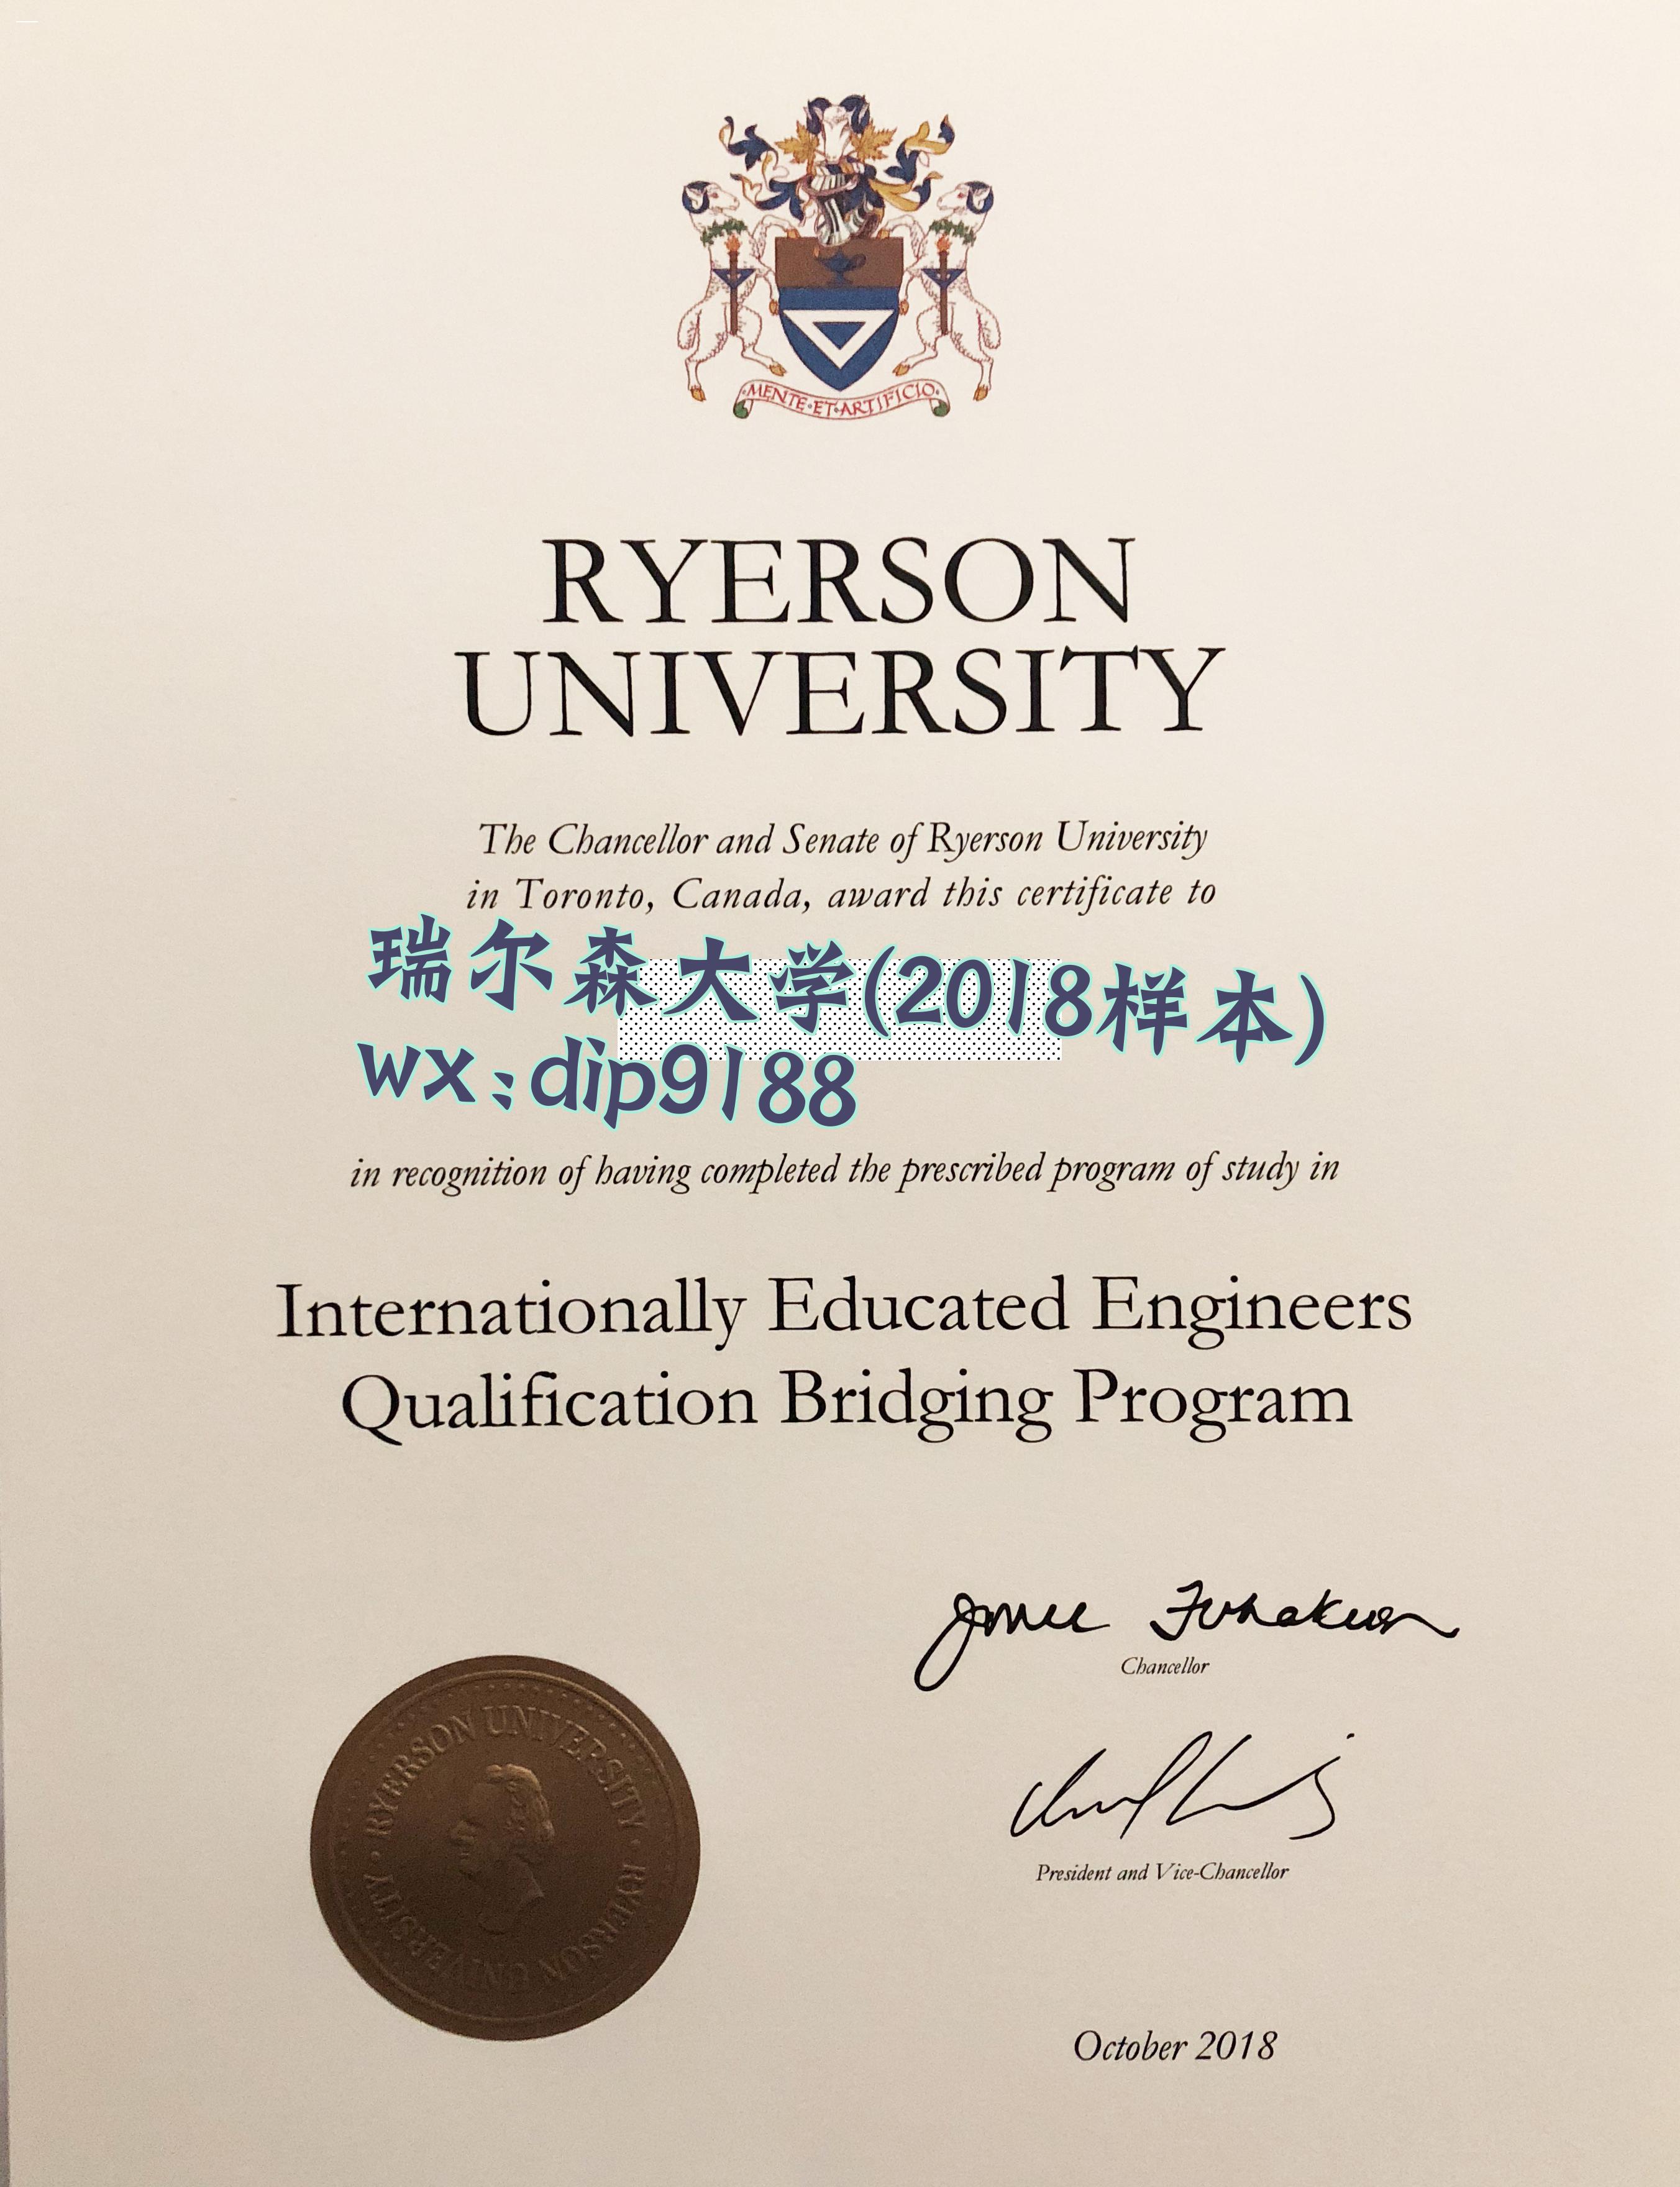 MENTE·ET·ARTIFICIO
RYERSON
UNIVERSITY
The Chancellor and Senate of Ryerson University
in Toronto, Canada, award this certificate to
瑞尔森大学(2018样本)
wx:dip9188
in recognition of having completed the prescribed program of study in
Internationally Educated Engineers
Qualification Bridging Program
Chancellor
President and Vice-Chancellor
RYERSON UNIVERSITY · RYERSON UNIVERSITY ·
October 2018